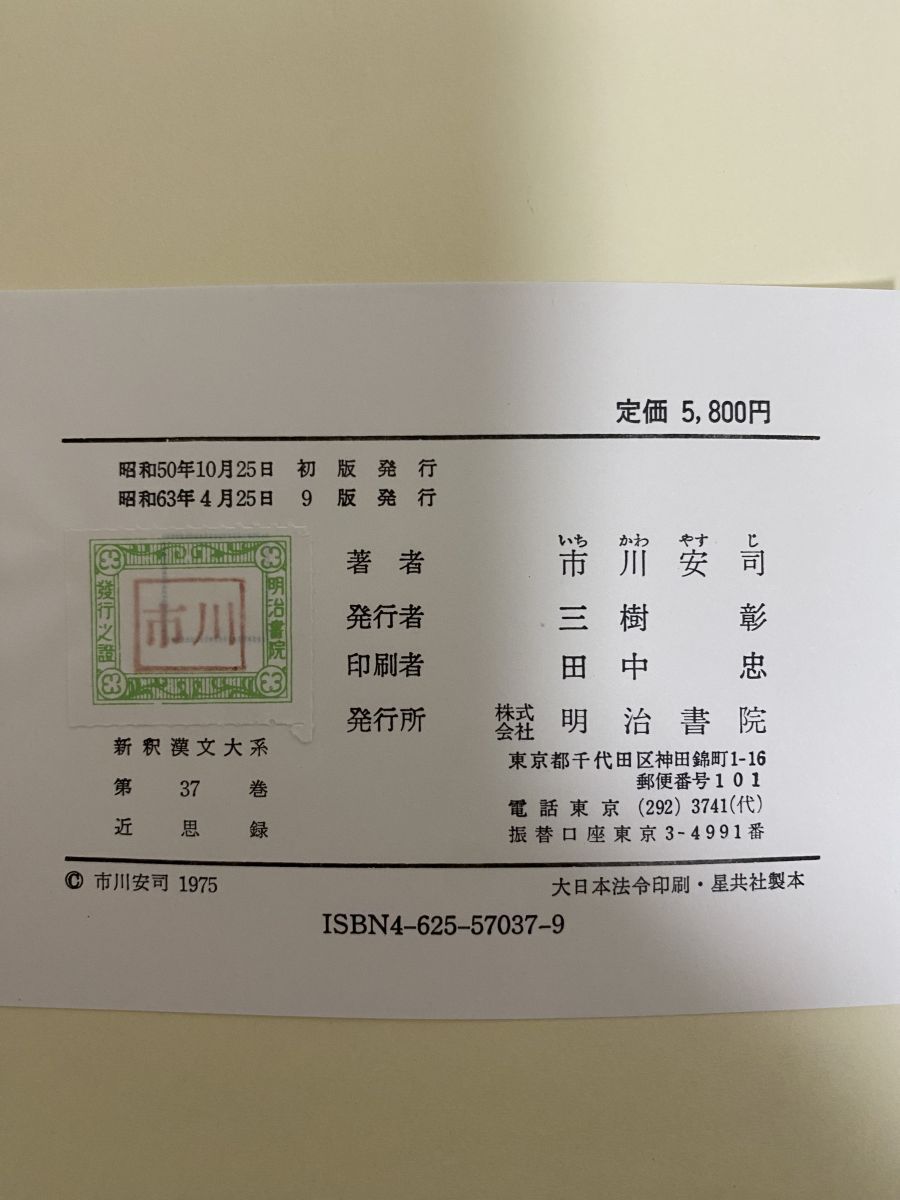 定価 5,800円
昭和50年10月25日 初版発行
昭和63年4月25日 9版発行
明治書院
市川
發行之證
いち かわ やす じ
著者 市川安司
発行者 三樹 彰
印刷者 田中 忠
発行所 株式会社 明治書院
新釈漢文大系
第37巻
近思録
東京都千代田区神田錦町1-16
郵便番号101
電話東京 (292) 3741(代)
振替口座東京3-4991番
© 市川安司 1975
大日本法令印刷・星共社製本
ISBN4-625-57037-9